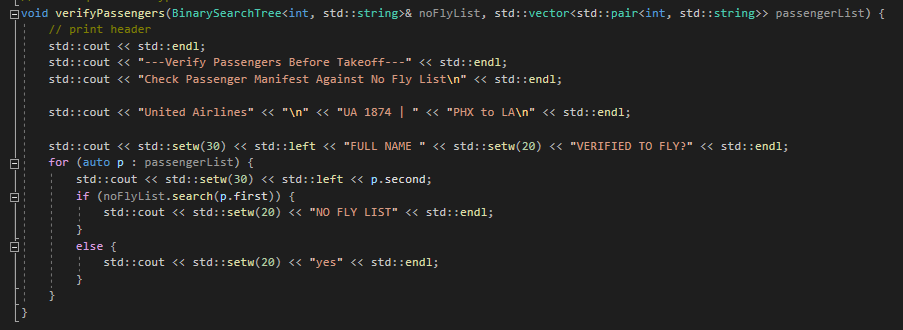 void verifyPassengers(BinarySearchTree<int, std::string>& noFlyList, std::vector<std::pair<int, std::string>> passengerList) {
    // print header
    std::cout << std::endl;
    std::cout << "---Verify Passengers Before Takeoff---" << std::endl;
    std::cout << "Check Passenger Manifest Against No Fly List\n" << std::endl;

    std::cout << "United Airlines" << "\n" << "UA 1874 | " << "PHX to LA\n" << std::endl;

    std::cout << std::setw(30) << std::left << "FULL NAME " << std::setw(20) << "VERIFIED TO FLY?" << std::endl;
    for (auto p : passengerList) {
        std::cout << std::setw(30) << std::left << p.second;
        if (noFlyList.search(p.first)) {
            std::cout << std::setw(20) << "NO FLY LIST" << std::endl;
        }
        else {
            std::cout << std::setw(20) << "yes" << std::endl;
        }
    }
}